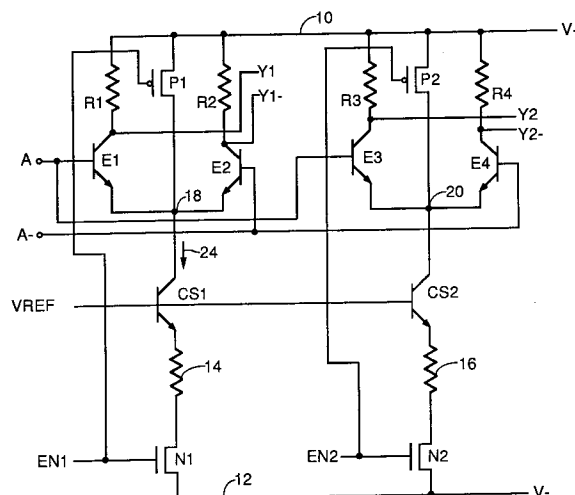 10
V-
R1
P1
R2
Y1
Y1-
R3
P2
R4
Y2
Y2-
A
E1
E2
E3
E4
18
20
A-
24
VREF
CS1
CS2
14
16
EN1
N1
EN2
N2
12
V-